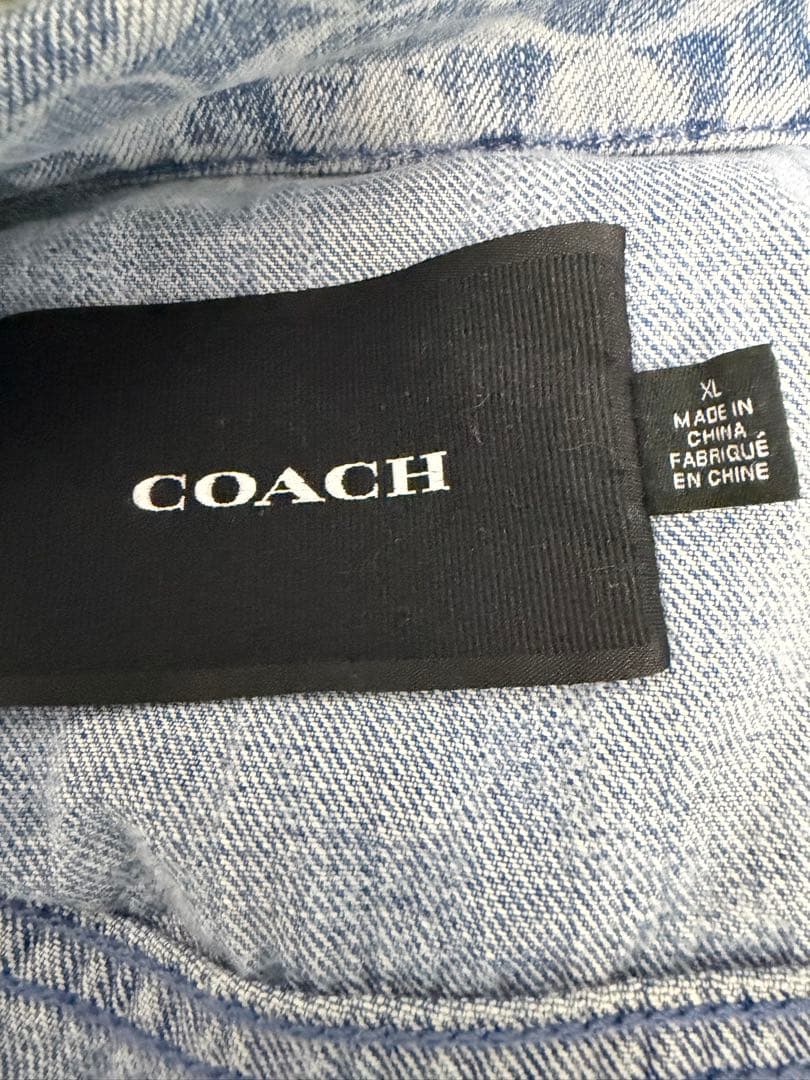 COACH
XL
MADE IN
CHINA
FABRIQUÉ
EN CHINE